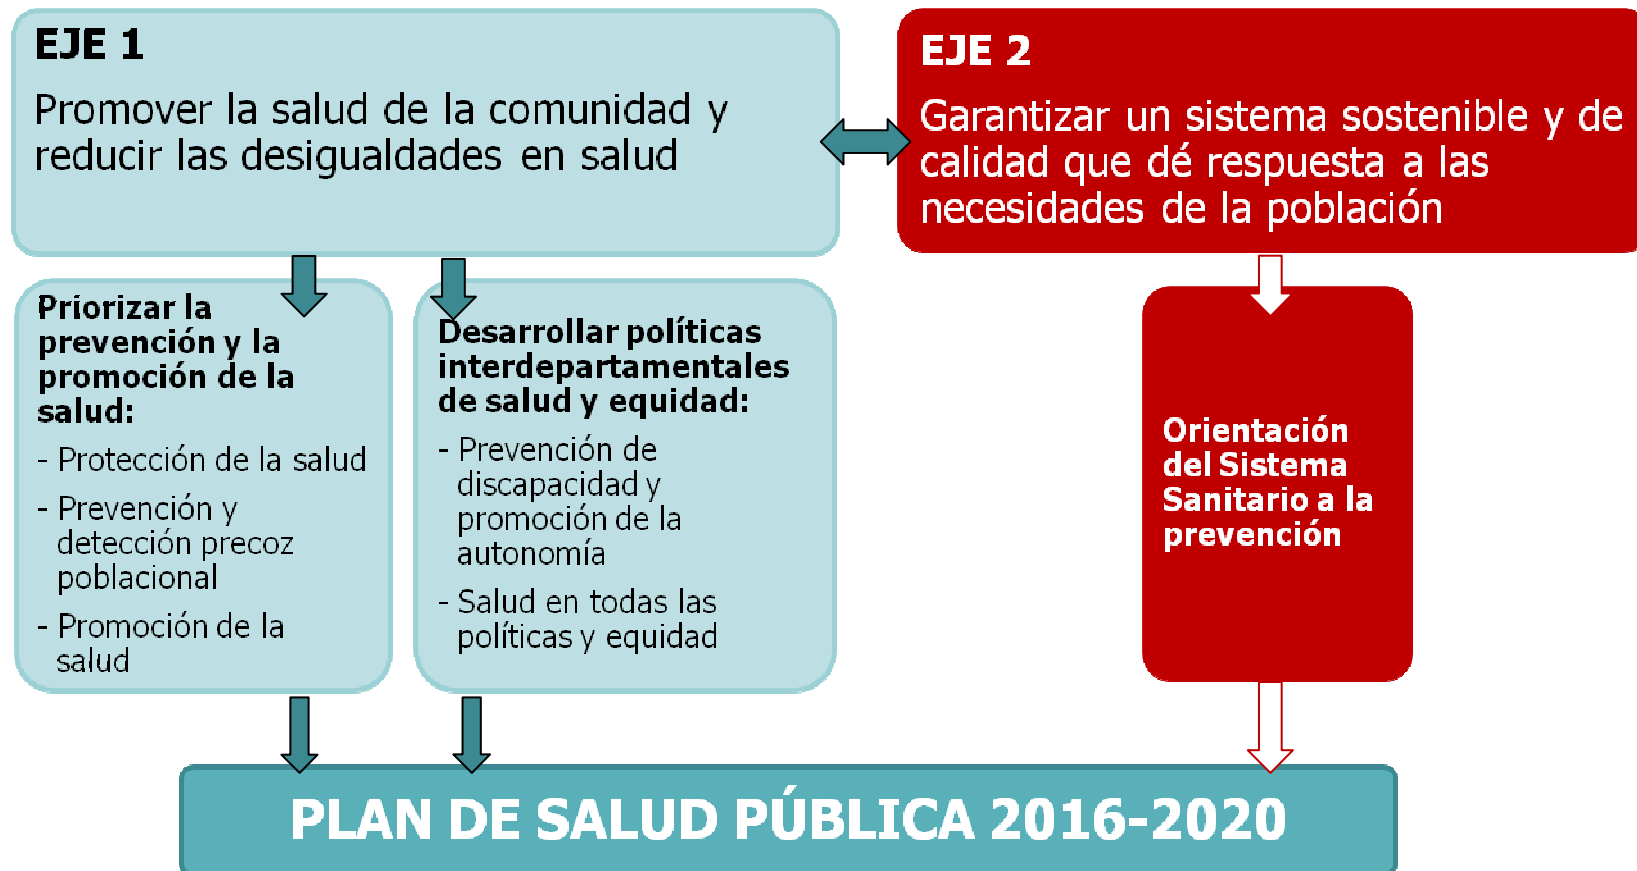 EJE 1
Promover la salud de la comunidad y
reducir las desigualdades en salud
EJE 2
Garantizar un sistema sostenible y de
calidad que dé respuesta a las
necesidades de la población
Priorizar la
prevención y la
promoción de la
salud:
- Protección de la salud
- Prevención y
detección precoz
poblacional
- Promoción de la
salud
Desarrollar políticas
interdepartamentales
de salud y equidad:
- Prevención de
discapacidad y
promoción de la
autonomía
- Salud en todas las
políticas y equidad
Orientación
del Sistema
Sanitario a la
prevención
PLAN DE SALUD PÚBLICA 2016-2020